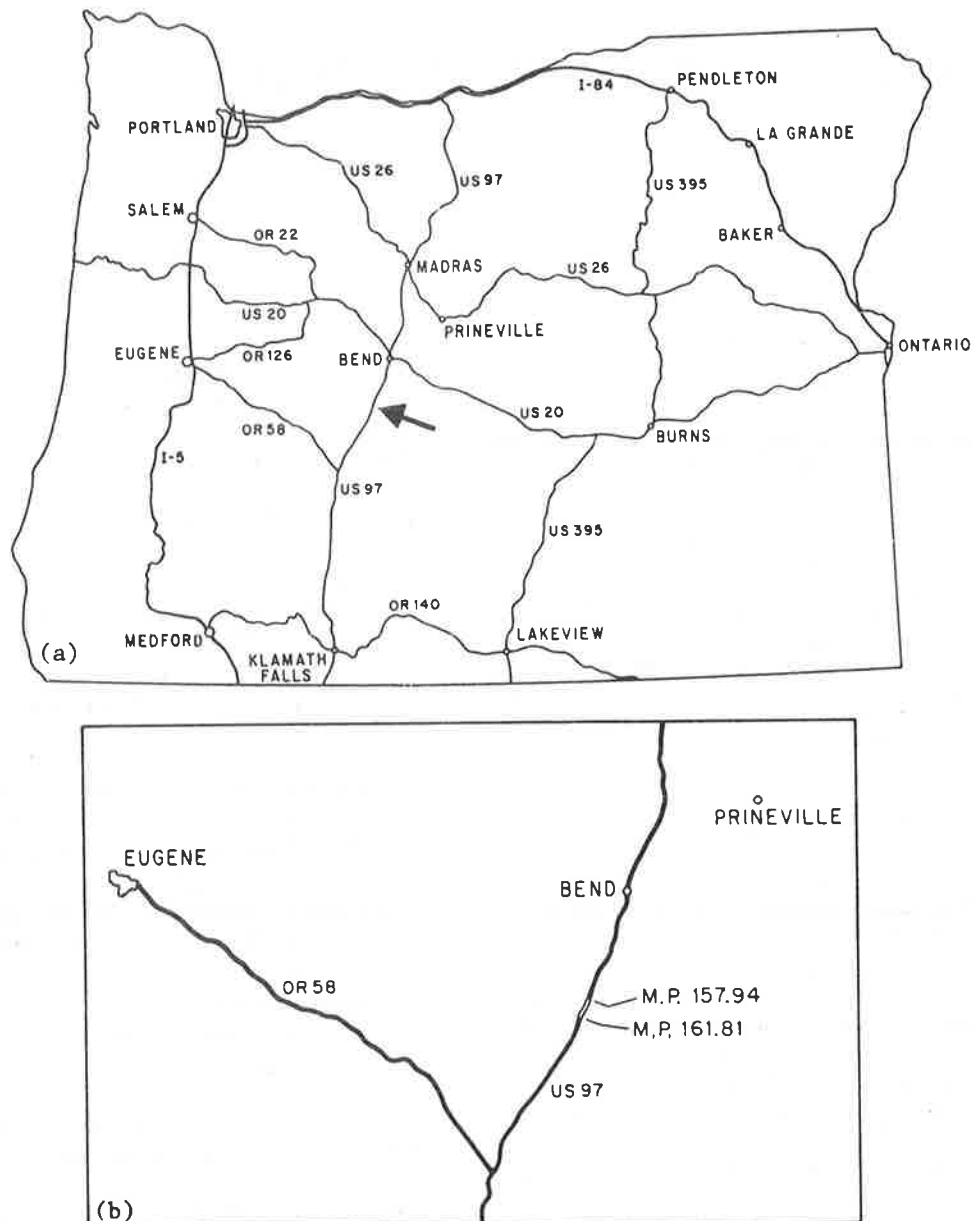 I-84
PENDLETON
PORTLAND
LA GRANDE
US 26
US 97
US 395
SALEM
OR 22
BAKER
MADRAS
US 26
US 20
PRINEVILLE
EUGENE
OR 126
BEND
ONTARIO
US 20
OR 58
BURNS
I-5
US 97
US 395
OR 140
MEDFORD
LAKEVIEW
KLAMATH
FALLS
(a)
PRINEVILLE
EUGENE
BEND
OR 58
M.P. 157.94
M.P. 161.81
US 97
(b)